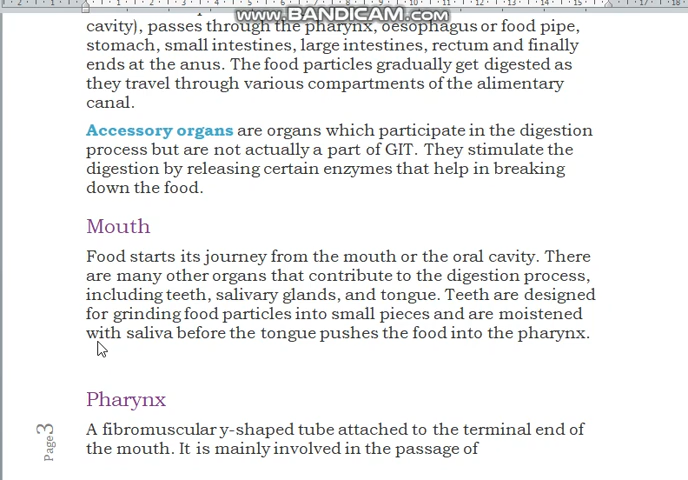 www.BANDICAM.com
cavity), passes through the pharynx, oesophagus or food pipe,
stomach, small intestines, large intestines, rectum and finally
ends at the anus. The food particles gradually get digested as
they travel through various compartments of the alimentary
canal.
Accessory organs are organs which participate in the digestion
process but are not actually a part of GIT. They stimulate the
digestion by releasing certain enzymes that help in breaking
down the food.
Mouth
Food starts its journey from the mouth or the oral cavity. There
are many other organs that contribute to the digestion process,
including teeth, salivary glands, and tongue. Teeth are designed
for grinding food particles into small pieces and are moistened
with saliva before the tongue pushes the food into the pharynx.
Pharynx
A fibromuscular y-shaped tube attached to the terminal end of
the mouth. It is mainly involved in the passage of
Page 3